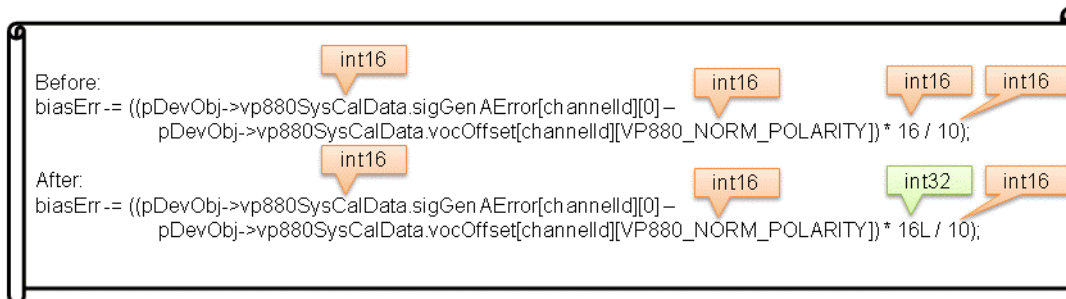 int16
Before:
int16
int16
int16
biasErr -= ((pDevObj->vp880SysCalData.sigGenAError[channelId][0] –
pDevObj->vp880SysCalData.vocOffset[channelId][VP880_NORM_POLARITY]) * 16 / 10);
int16
After:
int16
int32
int16
biasErr -= ((pDevObj->vp880SysCalData.sigGenAError[channelId][0] –
pDevObj->vp880SysCalData.vocOffset[channelId][VP880_NORM_POLARITY]) * 16L / 10);